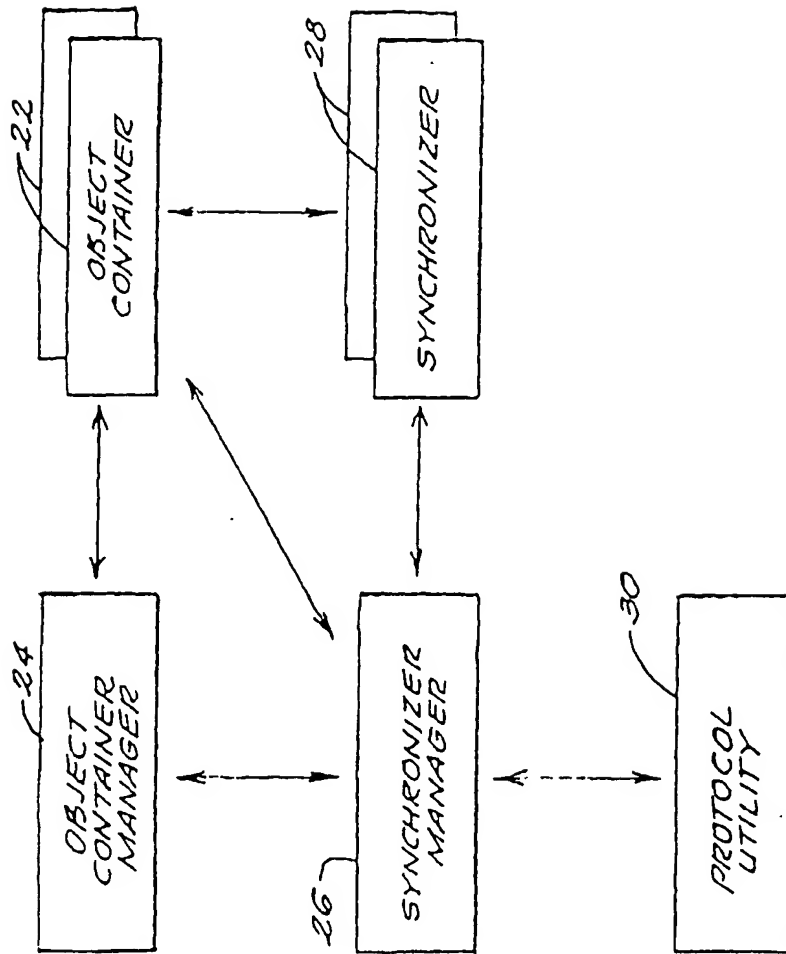 22
OBJECT
CONTAINER
28
SYNCHRONIZER
24
OBJECT
CONTAINER
MANAGER
26
SYNCHRONIZER
MANAGER
30
PROTOCOL
UTILITY